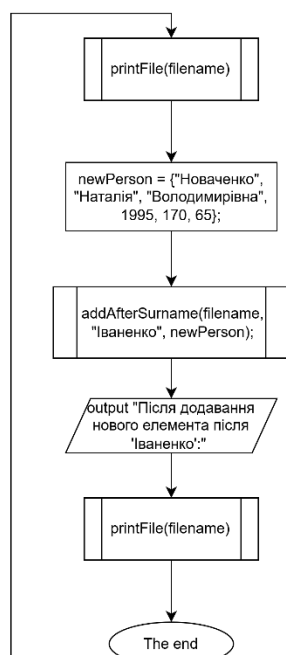 printFile(filename)
newPerson = {"Новаченко",
"Наталія", "Володимирівна",
1995, 170, 65};
addAfterSurname(filename,
"Іваненко", newPerson);
output "Після додавання
нового елемента після
'Іваненко':"
printFile(filename)
The end